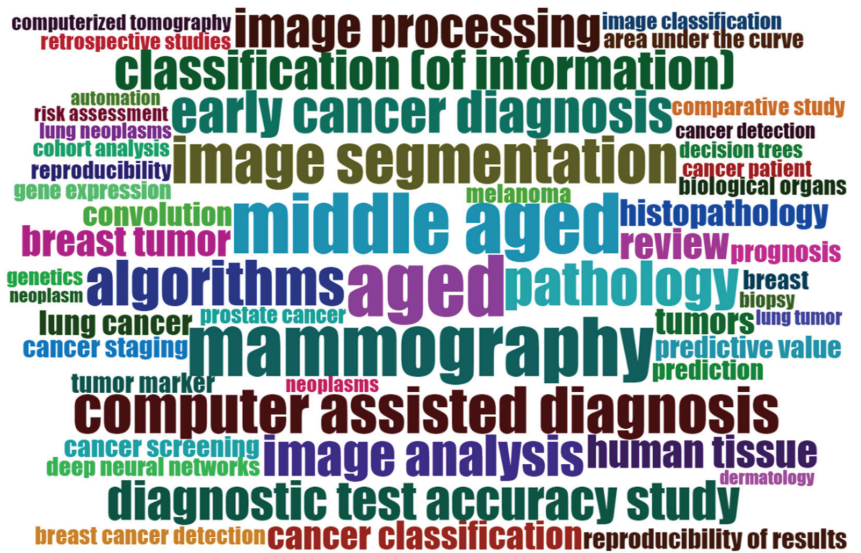 computerized tomography
image processing
image classification
retrospective studies
area under the curve
classification (of information)
automation
early cancer diagnosis
comparative study
risk assessment
lung neoplasms
cancer detection
cohort analysis
image segmentation
decision trees
reproducibility
cancer patient
gene expression
melanoma
biological organs
convolution
middle aged
histopathology
breast tumor
review
prognosis
genetics
algorithms
aged
pathology
breast
neoplasm
biopsy
lung cancer
prostate cancer
tumors
lung tumor
cancer staging
mammography
predictive value
prediction
tumor marker
neoplasms
computer assisted diagnosis
cancer screening
image analysis
human tissue
deep neural networks
dermatology
diagnostic test accuracy study
breast cancer detection
cancer classification
reproducibility of results